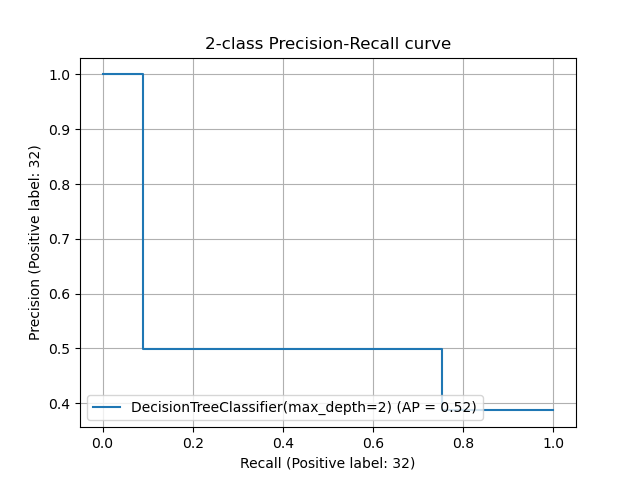 2-class Precision-Recall curve
Precision (Positive label: 32)
1.0
0.9
0.8
0.7
0.6
0.5
0.4
DecisionTreeClassifier(max_depth=2) (AP = 0.52)
0.0 0.2 0.4 0.6 0.8 1.0
Recall (Positive label: 32)